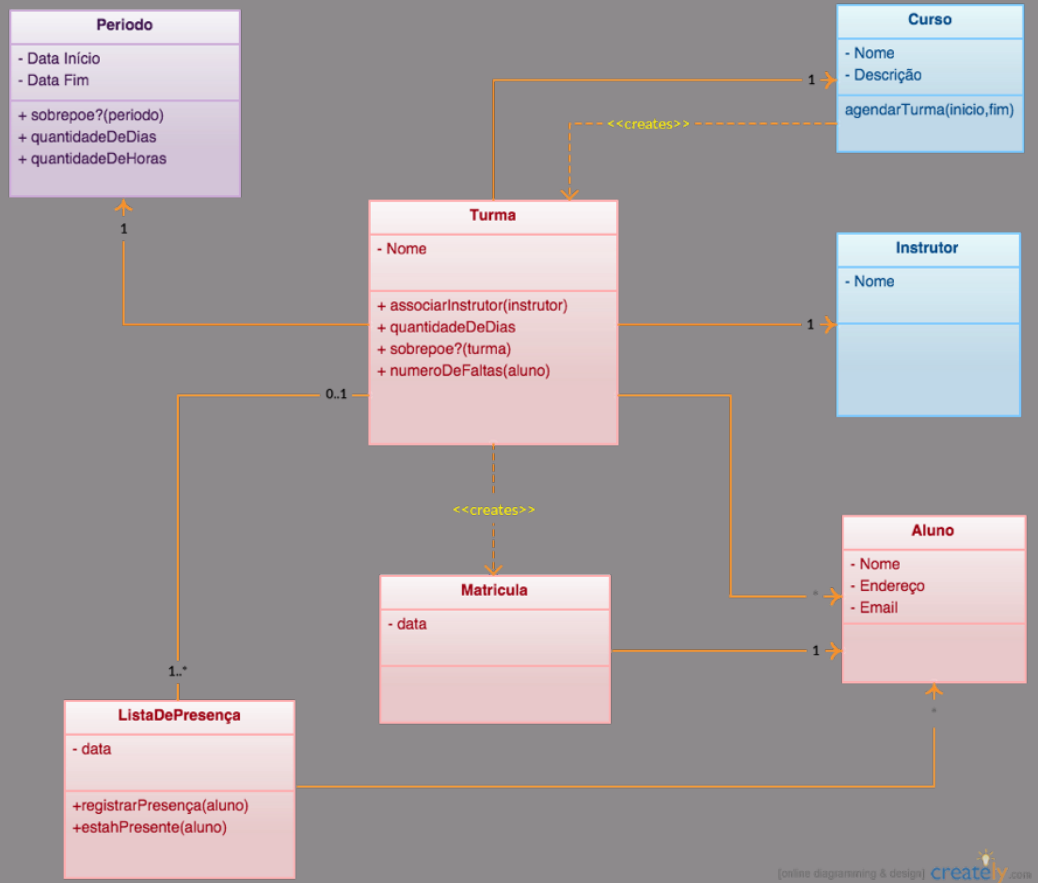 Periodo
- Data Início
- Data Fim
+ sobrepoe?(periodo)
+ quantidadeDeDias
+ quantidadeDeHoras
Curso
- Nome
- Descrição
agendarTurma(inicio,fim)
1
<<creates>>
1
Turma
- Nome
+ associarInstrutor(instrutor)
+ quantidadeDeDias
+ sobrepoe?(turma)
+ numeroDeFaltas(aluno)
Instrutor
- Nome
1
0..1
*
<<creates>>
Aluno
- Nome
- Endereço
- Email
Matricula
- data
1
1..*
*
ListaDePresença
- data
+registrarPresença(aluno)
+estahPresente(aluno)
[online diagramming & design] creately.com